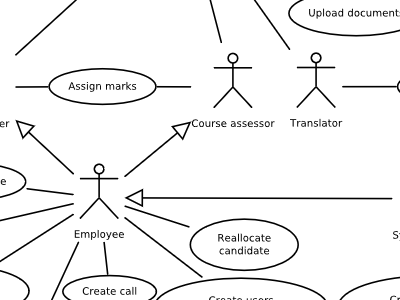 Upload documents
Assign marks
er
Course assessor
Translator
e
Employee
Reallocate
candidate
Create call
Create users